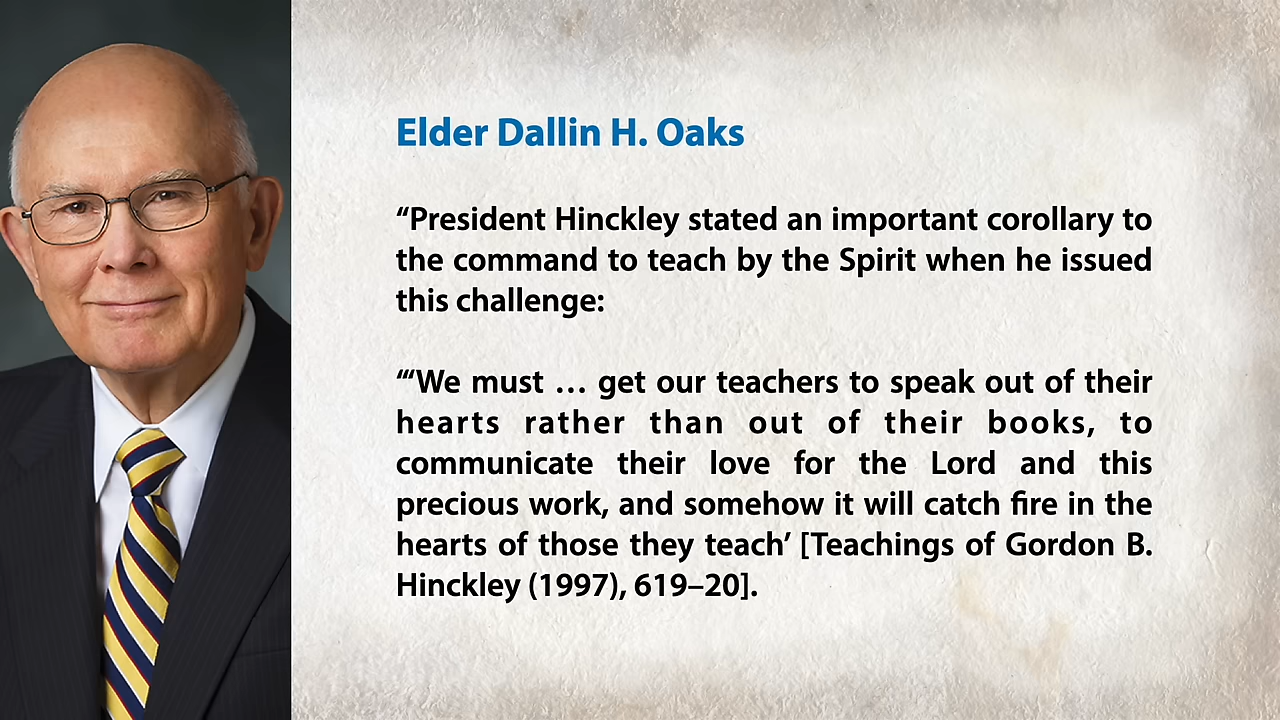 Elder Dallin H. Oaks
“President Hinckley stated an important corollary to
the command to teach by the Spirit when he issued
this challenge:
“‘We must … get our teachers to speak out of their
hearts rather than out of their books, to
communicate their love for the Lord and this
precious work, and somehow it will catch fire in the
hearts of those they teach’ [Teachings of Gordon B.
Hinckley (1997), 619–20].